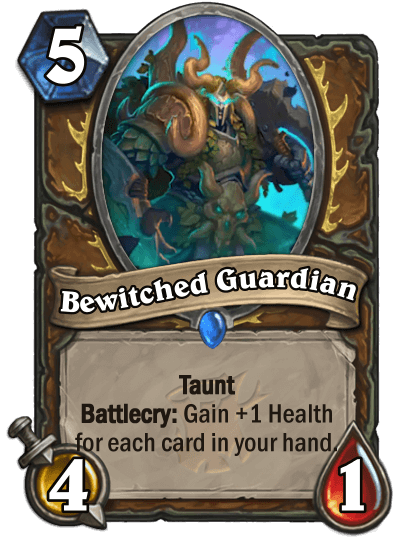 5
Bewitched Guardian
Taunt
Battlecry: Gain +1 Health
for each card in your hand.
4
1